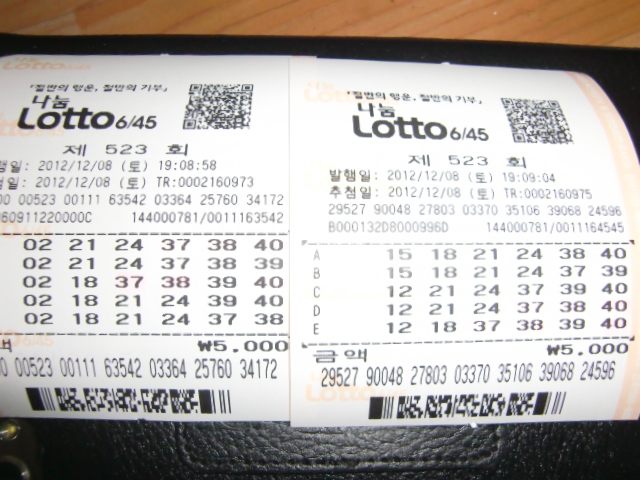 「절반의 행운, 절반의 기부」
나눔
Lotto 6/45
제 523 회
행일: 2012/12/08 (토) 19:08:58
2012/12/08 (토) TR:0002160973
00523 00111 63542 03364 25760 34172
609112200000C 144000781/0011163542
02 21 24 37 38 40
02 21 24 37 38 39
02 18 37 38 39 40
02 18 21 24 39 40
02 18 21 24 37 38
액 ₩5,000
00523 00111 63542 03364 25760 34172
「절반의 행운, 절반의 기부」
나눔
Lotto 6/45
제 523 회
발행일: 2012/12/08 (토) 19:09:04
추첨일: 2012/12/08 (토) TR:0002160975
29527 90048 27803 03370 35106 39068 24596
B000132D8000996D 144000781/0011164545
A 15 18 21 24 38 40
B 15 18 21 24 37 39
C 12 21 24 37 39 40
D 12 21 24 37 38 40
E 12 18 37 38 39 40
금액 ₩5,000
29527 90048 27803 03370 35106 39068 24596